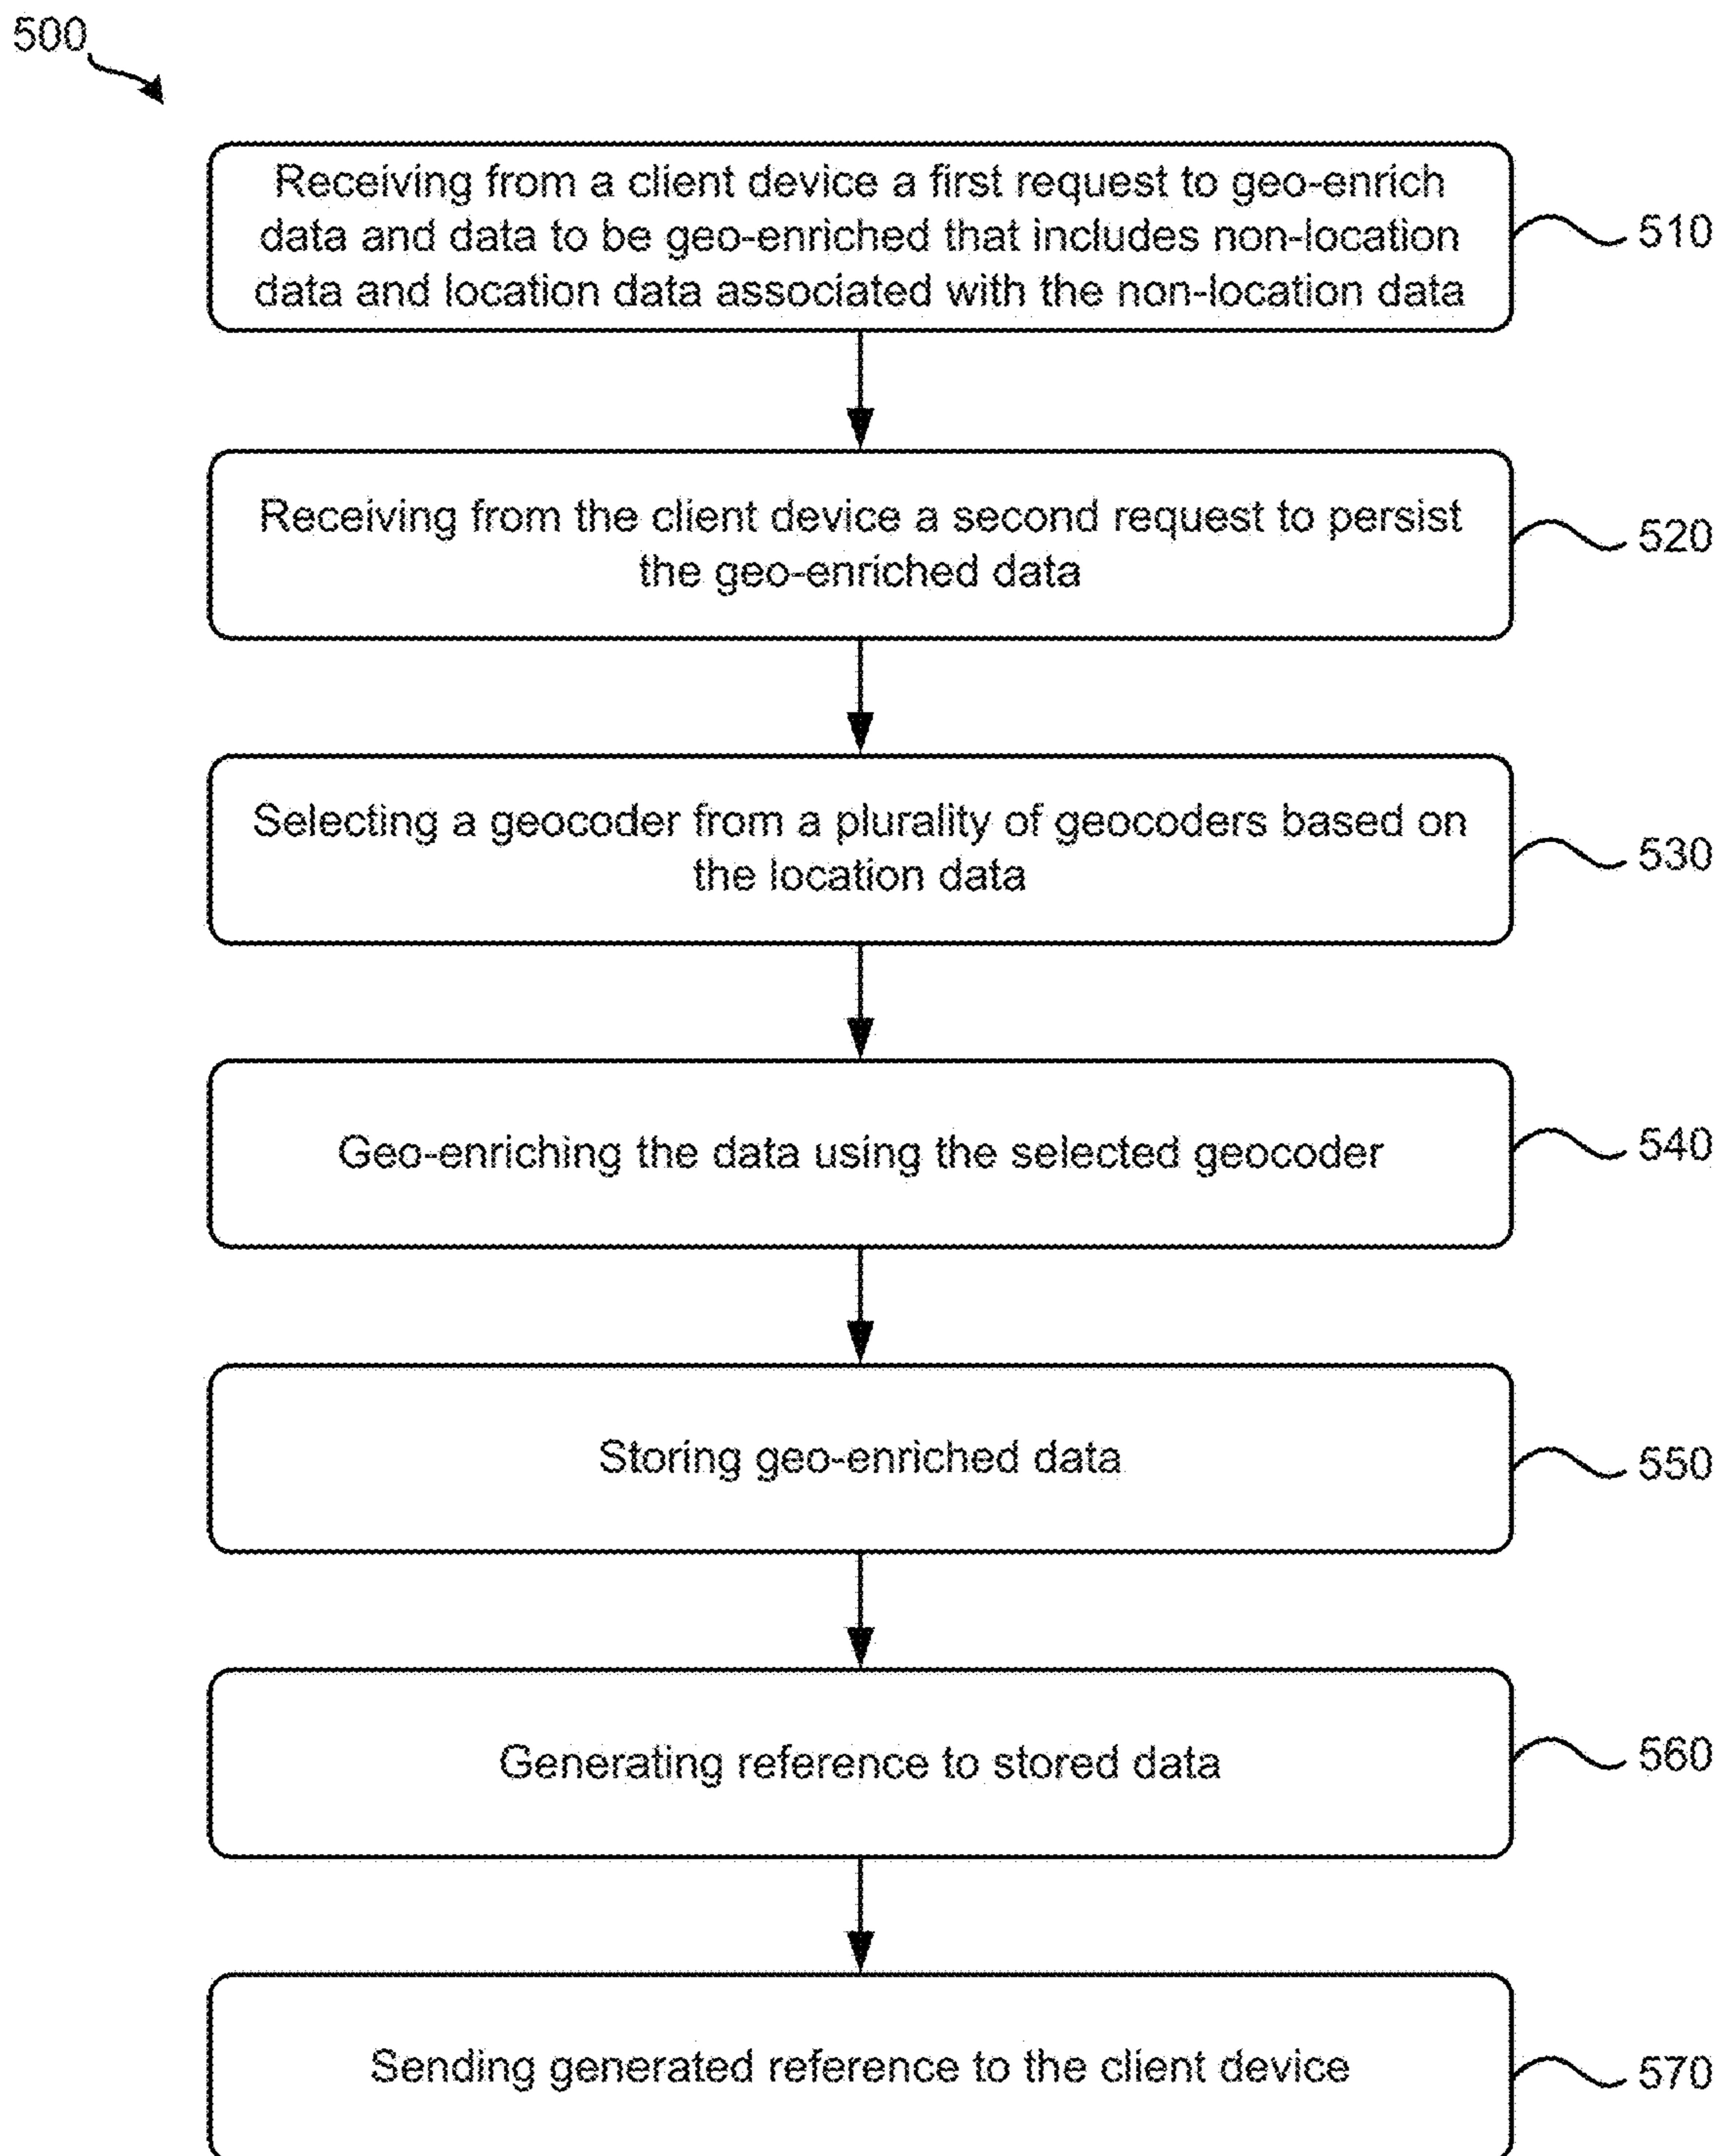 500
Receiving from a client device a first request to geo-enrich
data and data to be geo-enriched that includes non-location
data and location data associated with the non-location data
510
Receiving from the client device a second request to persist
the geo-enriched data
520
Selecting a geocoder from a plurality of geocoders based on
the location data
530
Geo-enriching the data using the selected geocoder
540
Storing geo-enriched data
550
Generating reference to stored data
560
Sending generated reference to the client device
570